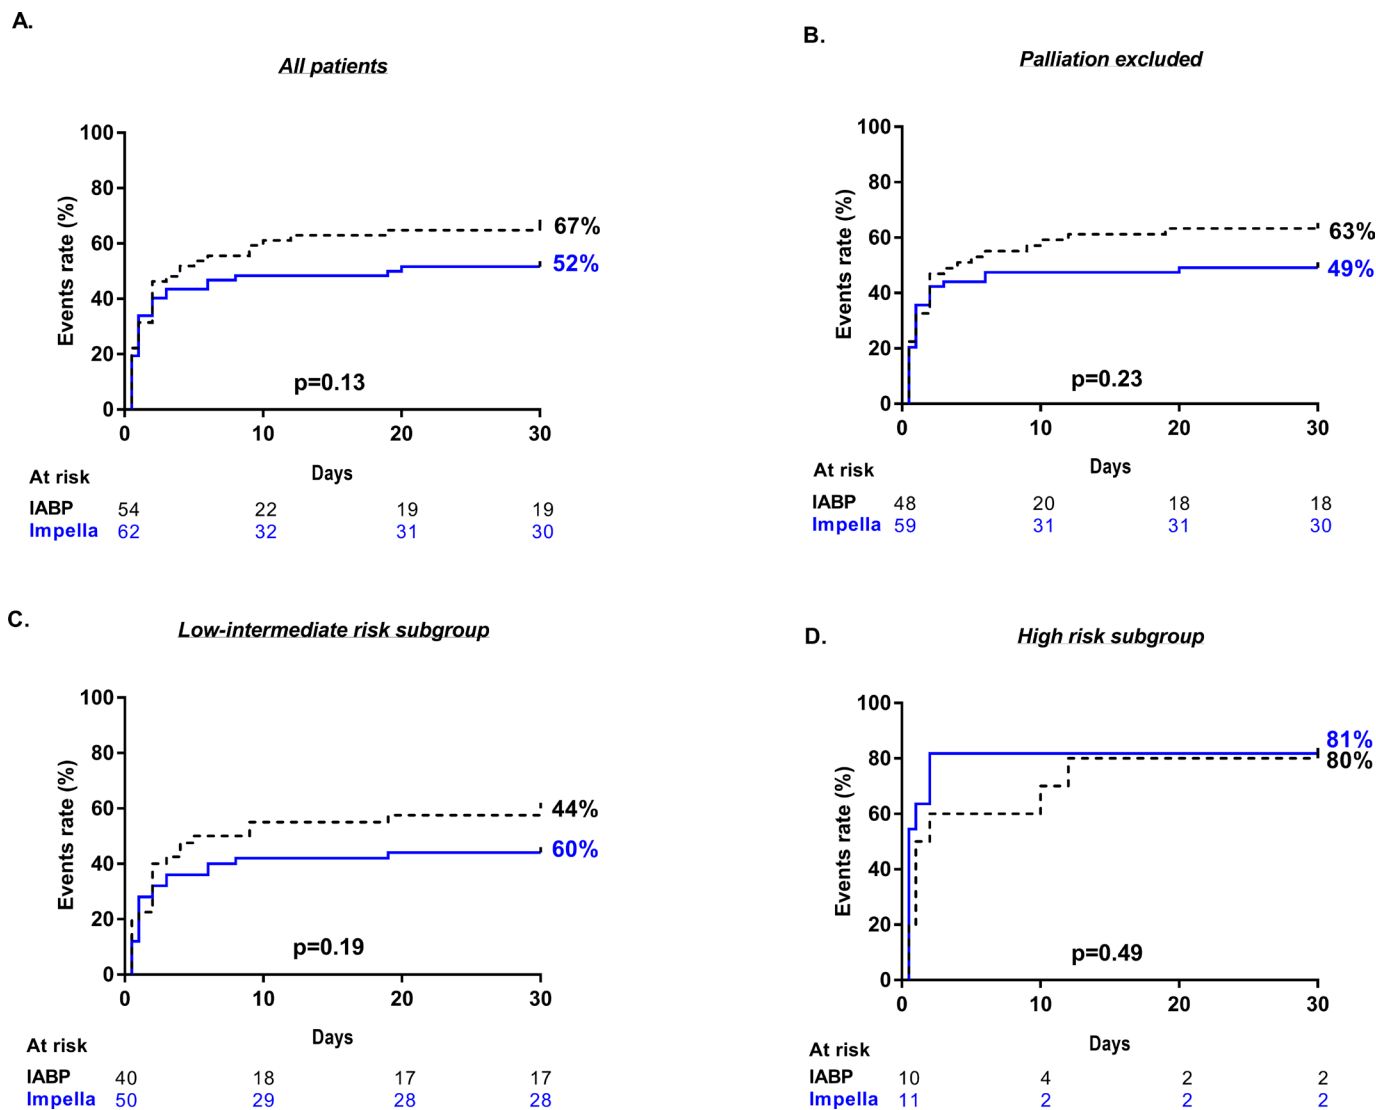 A.
All patients
Events rate (%)
100
80
60
40
20
0
0 10 20 30
67%
52%
p=0.13
Days
At risk
IABP 54 22 19 19
Impella 62 32 31 30
B.
Palliation excluded
Events rate (%)
100
80
60
40
20
0
0 10 20 30
63%
49%
p=0.23
Days
At risk
IABP 48 20 18 18
Impella 59 31 31 30
C.
Low-intermediate risk subgroup
Events rate (%)
100
80
60
40
20
0
0 10 20 30
44%
60%
p=0.19
Days
At risk
IABP 40 18 17 17
Impella 50 29 28 28
D.
High risk subgroup
Events rate (%)
100
80
60
40
20
0
0 10 20 30
81%
80%
p=0.49
Days
At risk
IABP 10 4 2 2
Impella 11 2 2 2